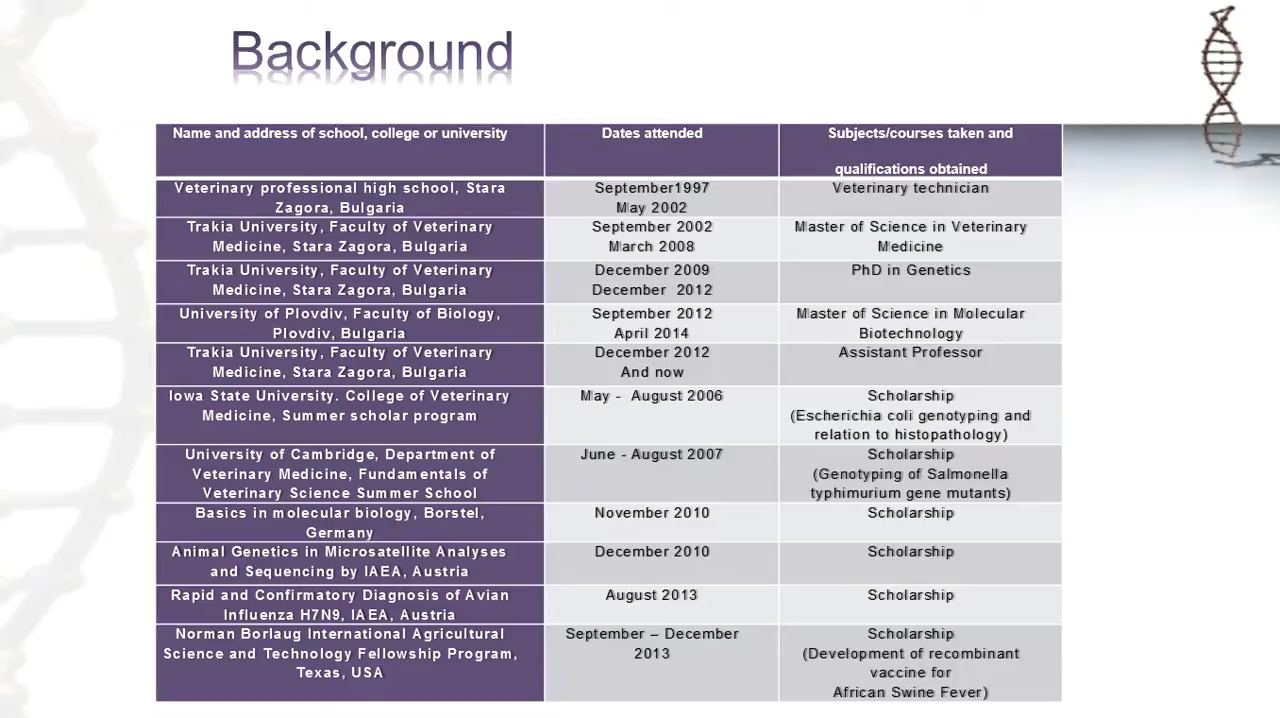 Background
Name and address of school, college or university
Dates attended
Subjects/courses taken and
qualifications obtained
Veterinary professional high school, Stara
Zagora, Bulgaria
September1997
May 2002
Veterinary technician
Trakia University, Faculty of Veterinary
Medicine, Stara Zagora, Bulgaria
September 2002
March 2008
Master of Science in Veterinary
Medicine
Trakia University, Faculty of Veterinary
Medicine, Stara Zagora, Bulgaria
December 2009
December 2012
PhD in Genetics
University of Plovdiv, Faculty of Biology,
Plovdiv, Bulgaria
September 2012
April 2014
Master of Science in Molecular
Biotechnology
Trakia University, Faculty of Veterinary
Medicine, Stara Zagora, Bulgaria
December 2012
And now
Assistant Professor
Iowa State University. College of Veterinary
Medicine, Summer scholar program
May - August 2006
Scholarship
(Escherichia coli genotyping and
relation to histopathology)
University of Cambridge, Department of
Veterinary Medicine, Fundamentals of
Veterinary Science Summer School
June - August 2007
Scholarship
(Genotyping of Salmonella
typhimurium gene mutants)
Basics in molecular biology, Borstel,
Germany
November 2010
Scholarship
Animal Genetics in Microsatellite Analyses
and Sequencing by IAEA, Austria
December 2010
Scholarship
Rapid and Confirmatory Diagnosis of Avian
Influenza H7N9, IAEA, Austria
August 2013
Scholarship
Norman Borlaug International Agricultural
Science and Technology Fellowship Program,
Texas, USA
September – December
2013
Scholarship
(Development of recombinant
vaccine for
African Swine Fever)